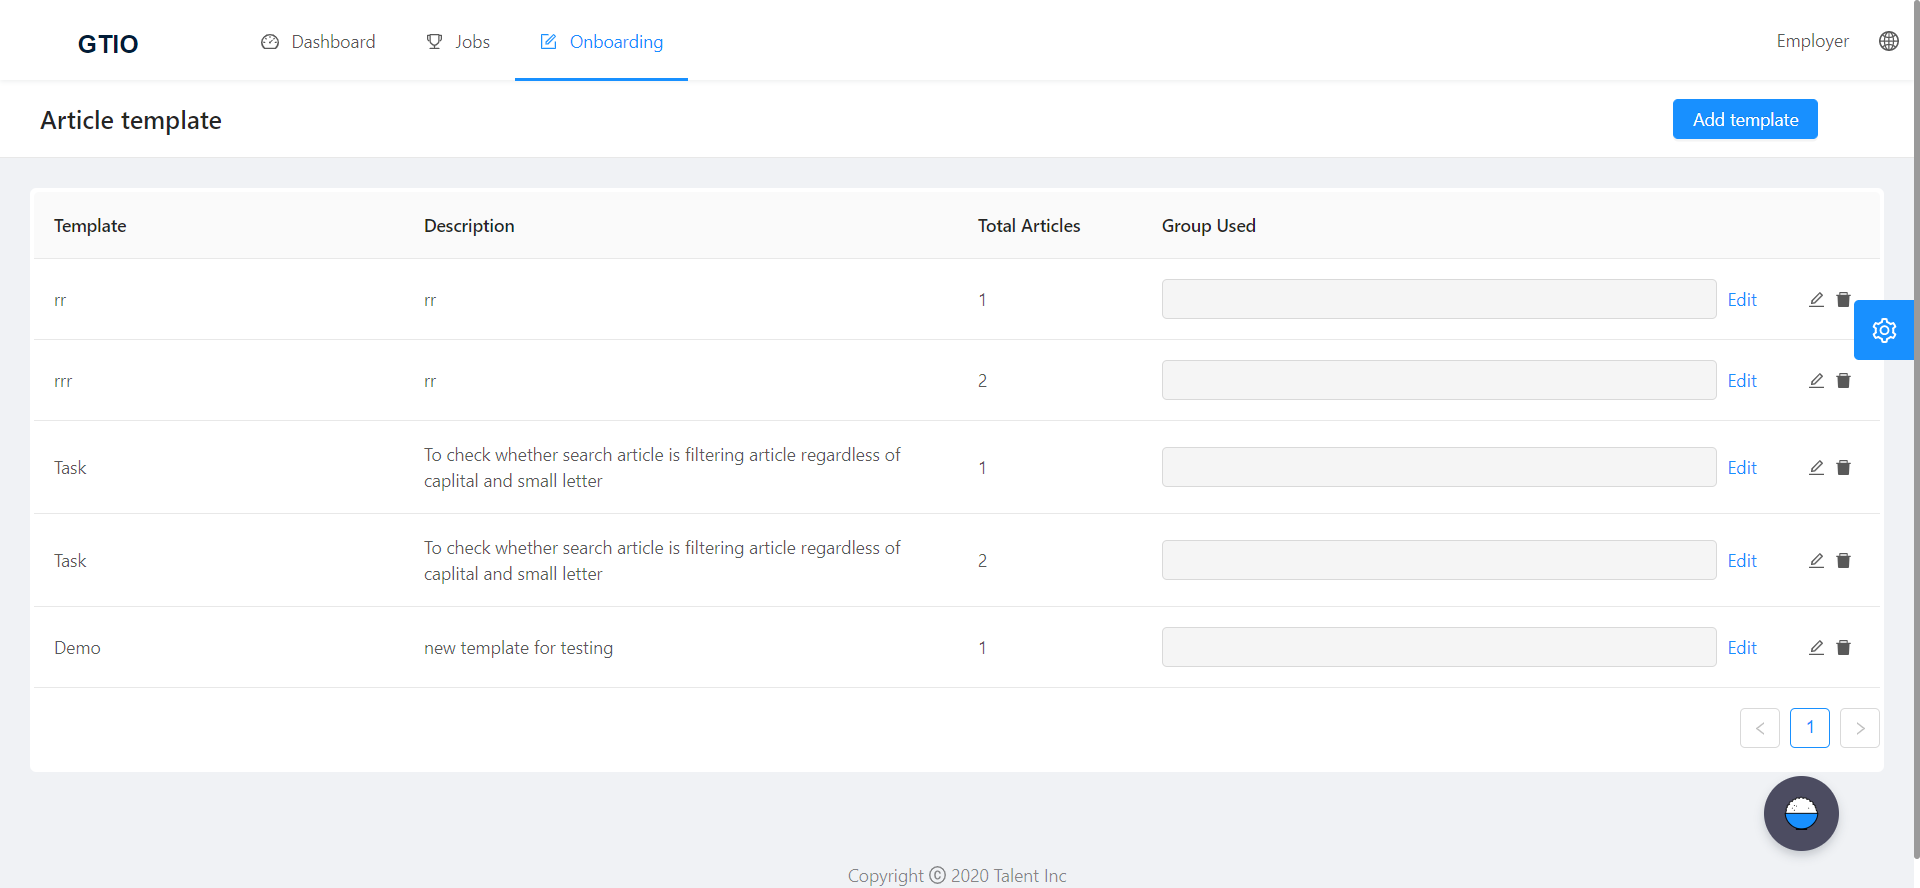 GTIO
Dashboard
Jobs
Onboarding
Employer
Article template
Add template
Template Description Total Articles Group Used
rr rr 1 Edit
rrr rr 2 Edit
Task To check whether search article is filtering article regardless of caplital and small letter 1 Edit
Task To check whether search article is filtering article regardless of caplital and small letter 2 Edit
Demo new template for testing 1 Edit
< 1 >
Copyright © 2020 Talent Inc